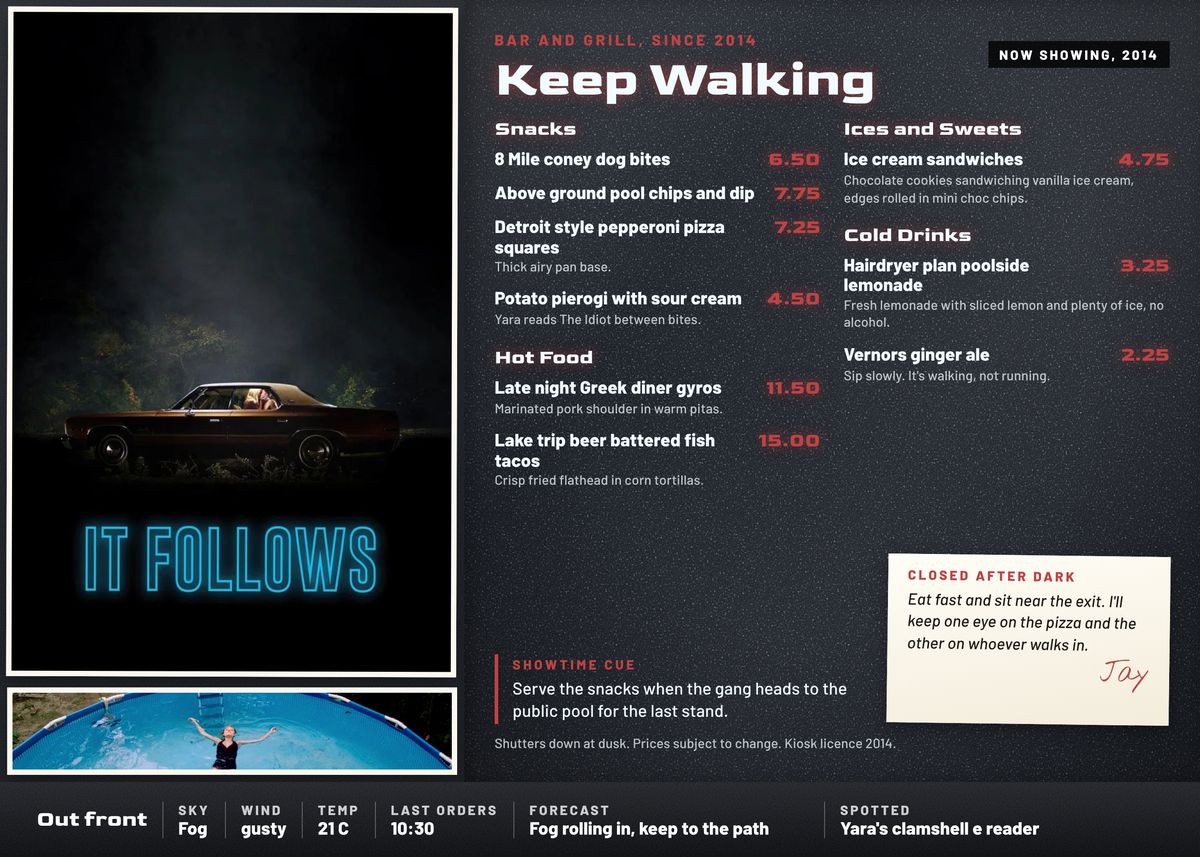 IT FOLLOWS
BAR AND GRILL, SINCE 2014
Keep Walking
NOW SHOWING, 2014
Snacks
8 Mile coney dog bites 6.50
Above ground pool chips and dip 7.75
Detroit style pepperoni pizza 7.25
squares
Thick airy pan base.
Potato pierogi with sour cream 4.50
Yara reads The Idiot between bites.
Hot Food
Late night Greek diner gyros 11.50
Marinated pork shoulder in warm pitas.
Lake trip beer battered fish 15.00
tacos
Crisp fried flathead in corn tortillas.
Ices and Sweets
Ice cream sandwiches 4.75
Chocolate cookies sandwiching vanilla ice cream,
edges rolled in mini choc chips.
Cold Drinks
Hairdryer plan poolside 3.25
lemonade
Fresh lemonade with sliced lemon and plenty of ice, no
alcohol.
Vernors ginger ale 2.25
Sip slowly. It's walking, not running.
CLOSED AFTER DARK
Eat fast and sit near the exit. I'll
keep one eye on the pizza and the
other on whoever walks in.
Jay
SHOWTIME CUE
Serve the snacks when the gang heads to the
public pool for the last stand.
Shutters down at dusk. Prices subject to change. Kiosk licence 2014.
Out front
SKY
Fog
WIND
gusty
TEMP
21 C
LAST ORDERS
10:30
FORECAST
Fog rolling in, keep to the path
SPOTTED
Yara's clamshell e reader